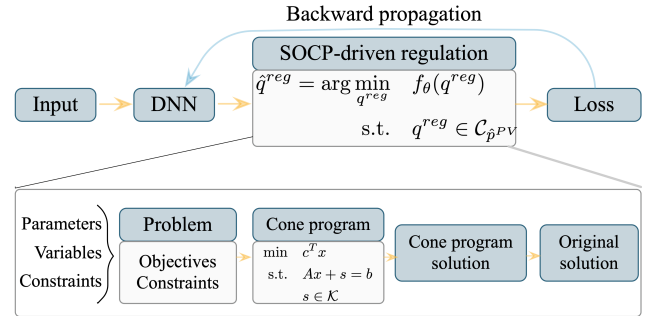 Backward propagation
SOCP-driven regulation
Input
DNN
q̂^{reg} = arg min_{q^{reg}} f_θ(q^{reg})
s.t. q^{reg} ∈ 𝒞_{p̂^{PV}}
Loss
Parameters
Variables
Constraints
Problem
Objectives
Constraints
Cone program
min c^T x
s.t. Ax + s = b
s ∈ 𝒦
Cone program
solution
Original
solution